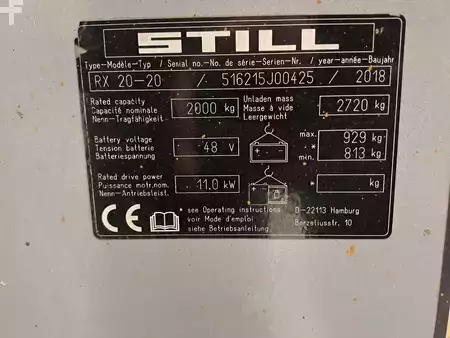 STILL
Type-Modèle-Typ / Serial no.-No. de série-Serien-Nr. / year-année-Baujahr
RX 20-20 / 516215J00425 / 2018
Rated capacity
Capacité nominale
Nenn-Tragfähigkeit
2000 kg
Unladen mass
Masse à vide
Leergewicht
2720 kg
Battery voltage
Tension batterie
Batteriespannung
48 V
max.
*
min.
929 kg
813 kg
Rated drive power
Puissance motr.nom.
Nenn-Antriebsleist.
11.0 kW
*
* kg
CE
* see Operating instructions
voir Mode d'emploi
siehe Betriebsanleitung
D-22113 Hamburg
Berzeliusstr. 10